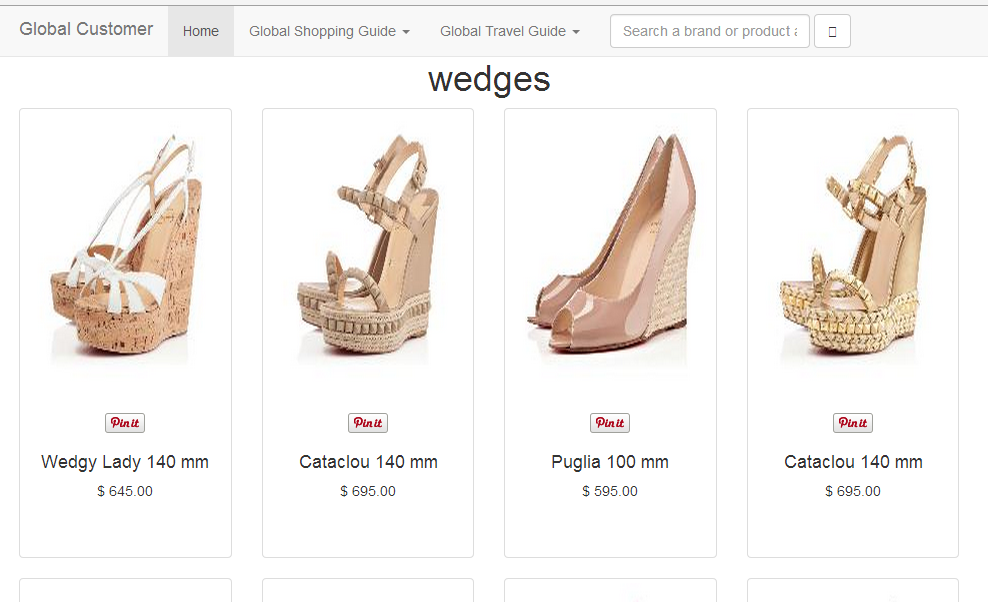 Global Customer Home Global Shopping Guide Global Travel Guide Search a brand or product a
wedges
Pin it Pin it Pin it Pin it
Wedgy Lady 140 mm Cataclou 140 mm Puglia 100 mm Cataclou 140 mm
$ 645.00 $ 695.00 $ 595.00 $ 695.00